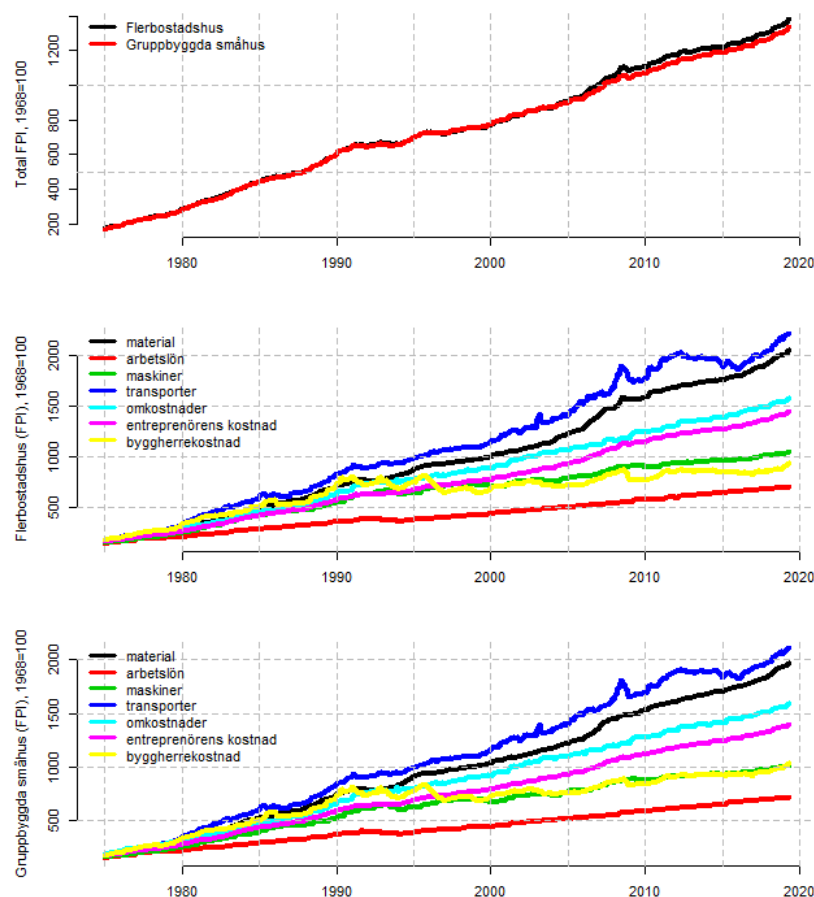 Total FPI, 1968=100
1200
800
600
400
200
Flerbostadshus
Gruppbyggda småhus
1980 1990 2000 2010 2020
Flerbostadshus (FPI), 1968=100
2000
1500
1000
500
material
arbetslön
maskiner
transporter
omkostnader
entreprenörens kostnad
byggherrekostnad
1980 1990 2000 2010 2020
Gruppbyggda småhus (FPI), 1968=100
2000
1500
1000
500
material
arbetslön
maskiner
transporter
omkostnader
entreprenörens kostnad
byggherrekostnad
1980 1990 2000 2010 2020